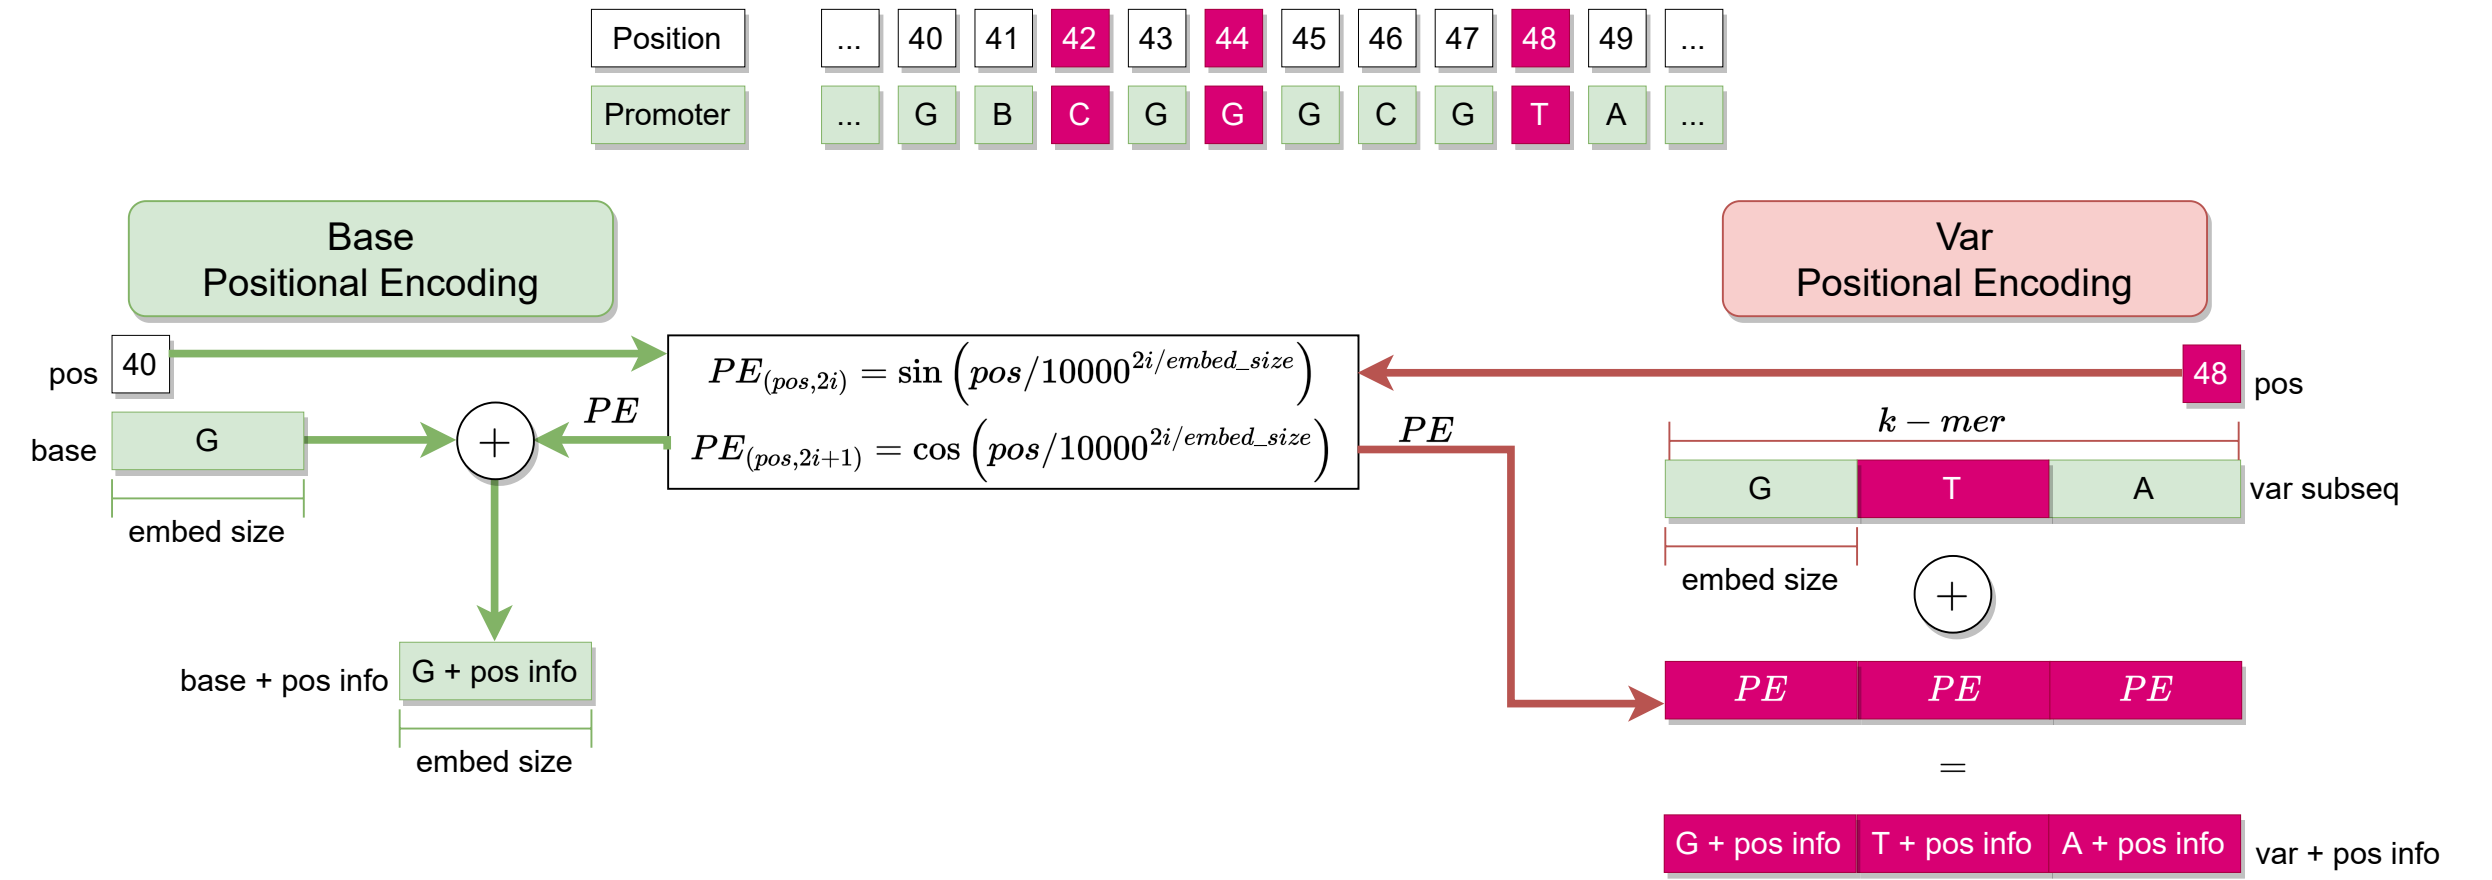 Position ... 40 41 42 43 44 45 46 47 48 49 ...
Promoter ... G B C G G G C G T A ...
Base
Positional Encoding
Var
Positional Encoding
pos 40
base G
embed size
PE
PE_{(pos,2i)} = sin(pos/10000^{2i/embed_size})
PE_{(pos,2i+1)} = cos(pos/10000^{2i/embed_size})
PE
+
base + pos info G + pos info
embed size
48 pos
k − mer
G T A var subseq
embed size
+
PE PE PE
=
G + pos info T + pos info A + pos info var + pos info